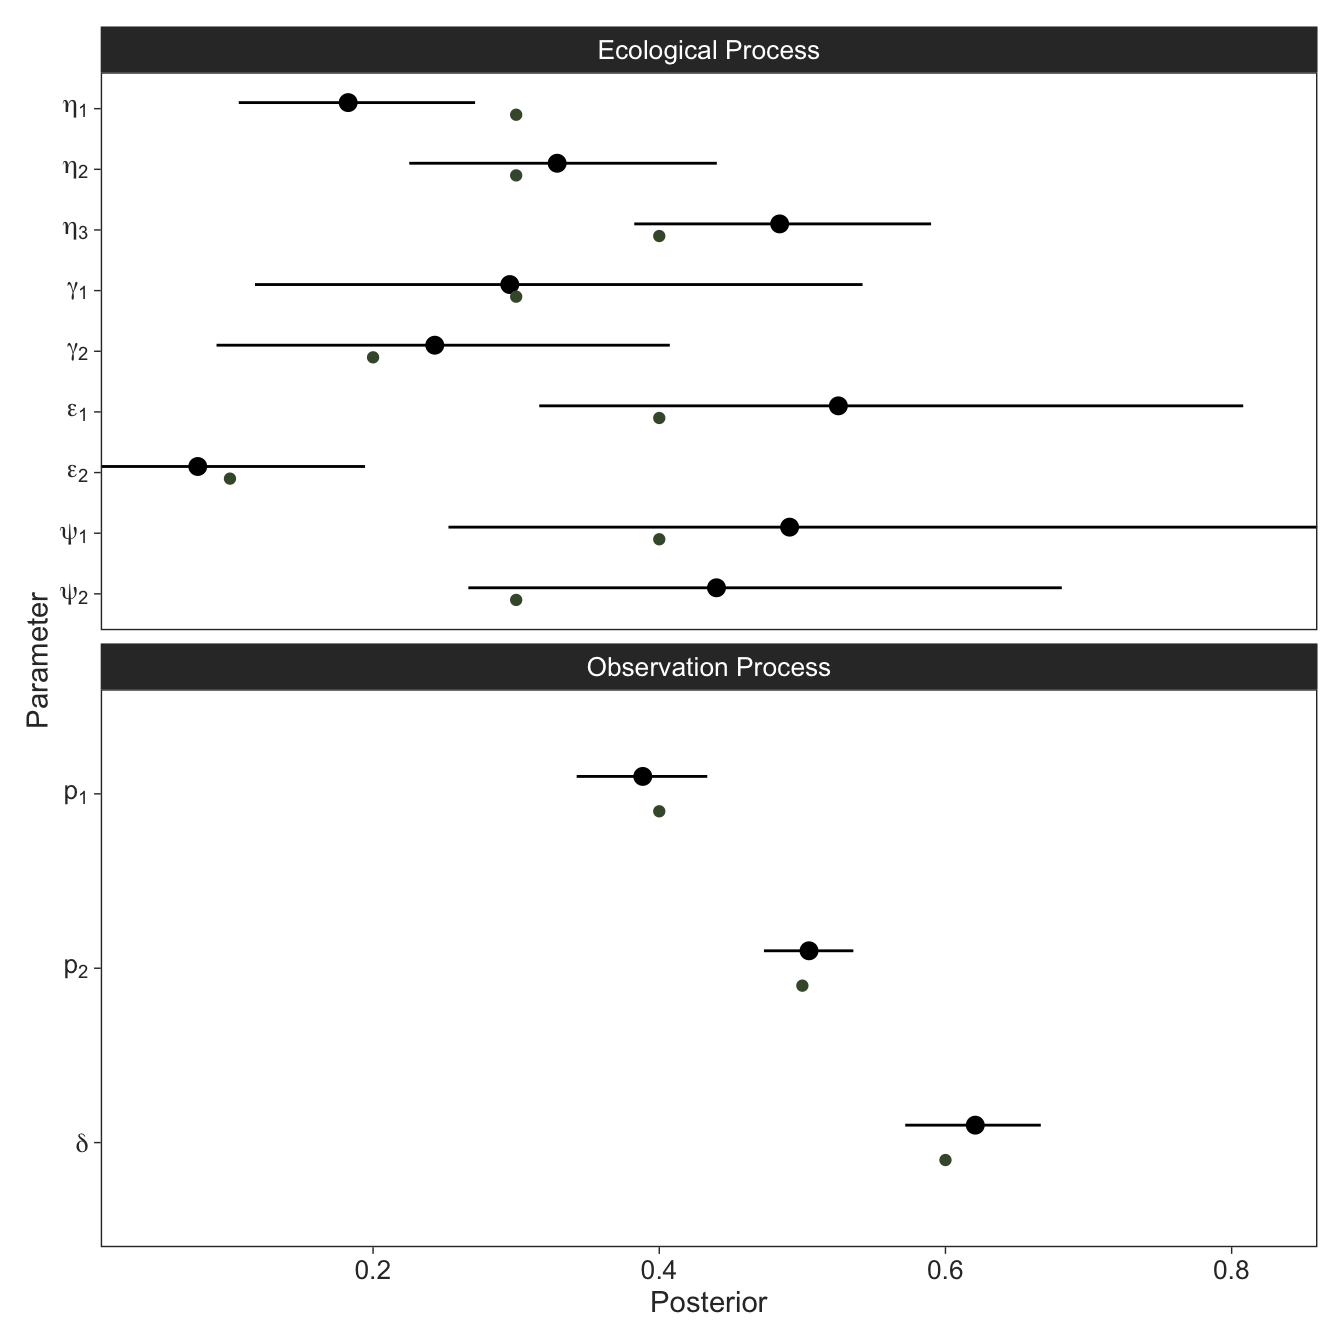 Ecological Process
η1
η2
η3
γ1
γ2
ε1
ε2
ψ1
ψ2
Parameter
Observation Process
p1
p2
δ
0.2 0.4 0.6 0.8
Posterior